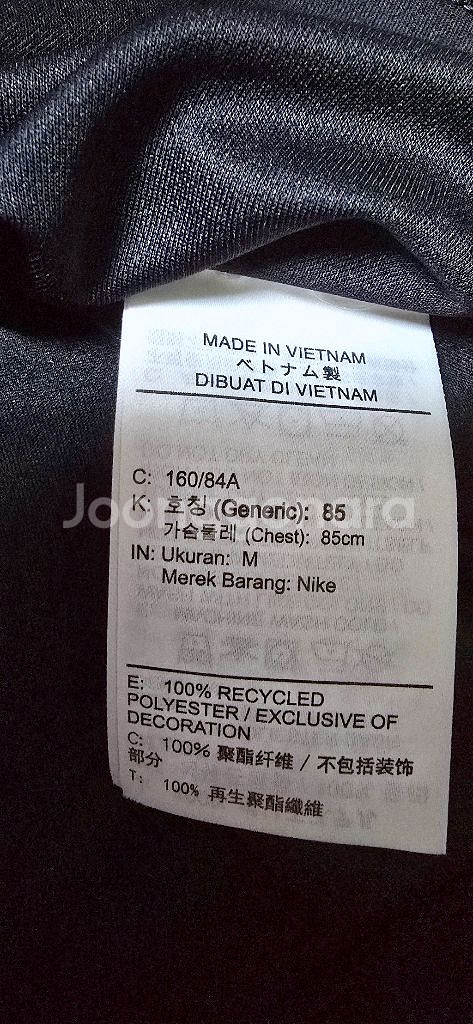 MADE IN VIETNAM
ベトナム製
DIBUAT DI VIETNAM
C: 160/84A
K: 호칭 (Generic): 85
가슴둘레 (Chest): 85cm
IN: Ukuran: M
Merek Barang: Nike
Joonggonara
E: 100% RECYCLED
POLYESTER / EXCLUSIVE OF
DECORATION
C: 100% 聚酯纤维 / 不包括装饰
部分
T: 100% 再生聚酯纖維